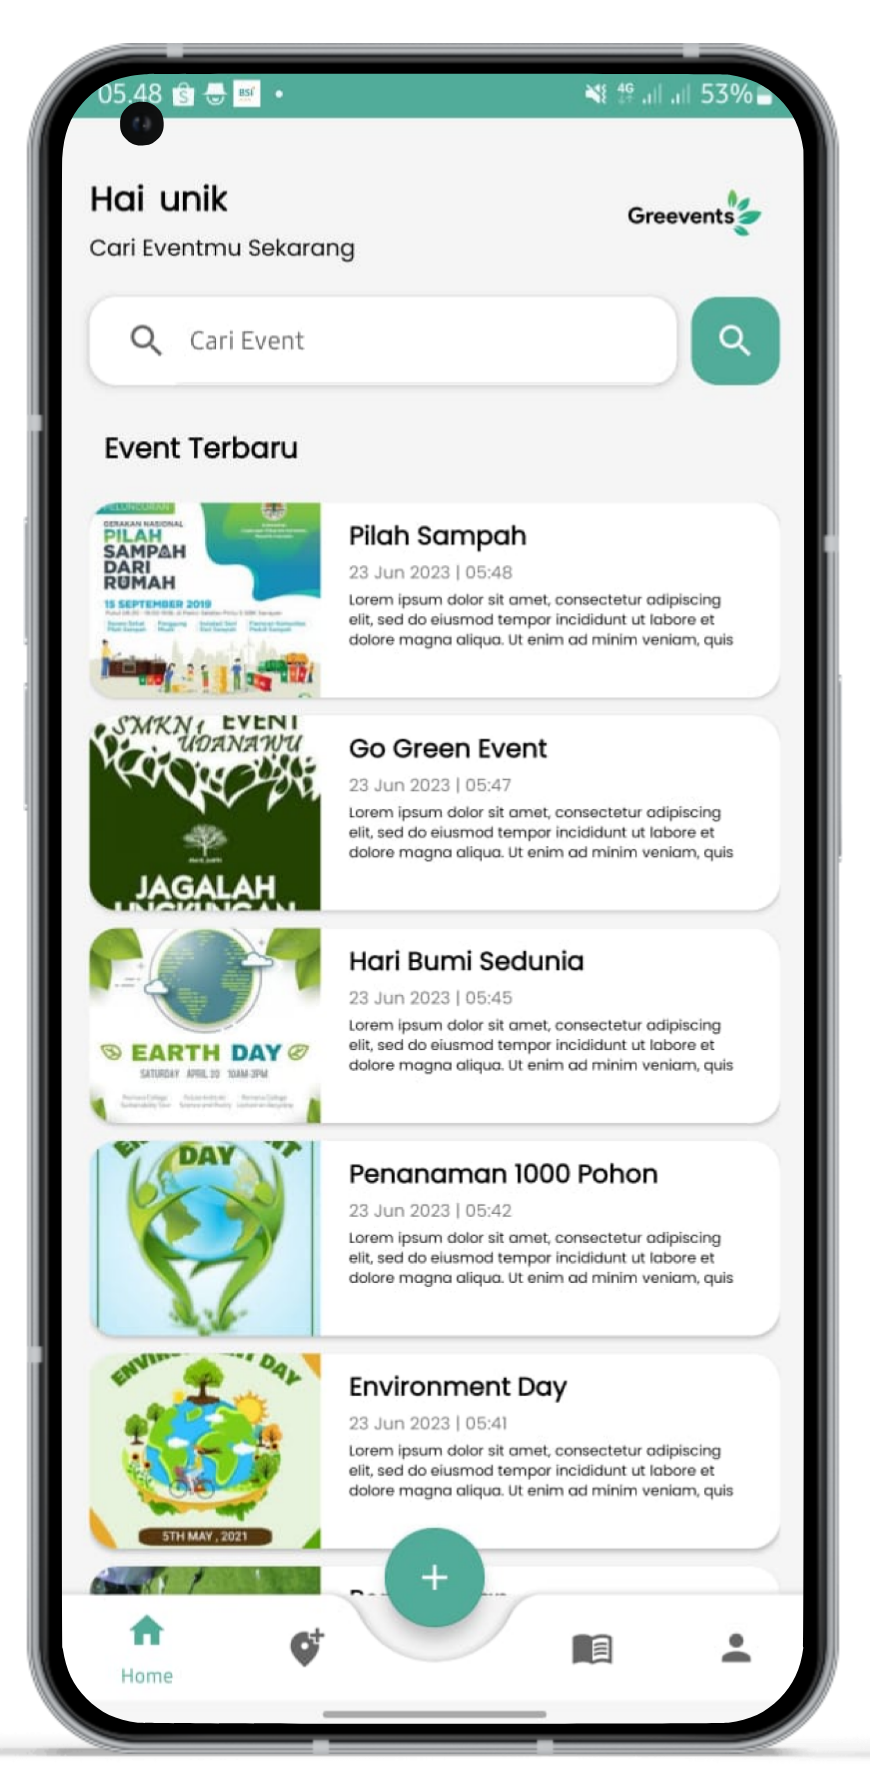 05.48
BSI
4G
53%
Hai unik
Greevents
Cari Eventmu Sekarang
Cari Event
Event Terbaru
PELUNCURAN
GERAKAN NASIONAL
PILAH
SAMPAH
DARI
RUMAH
15 SEPTEMBER 2019
Pilah Sampah
23 Jun 2023 | 05:48
Lorem ipsum dolor sit amet, consectetur adipiscing
elit, sed do eiusmod tempor incididunt ut labore et
dolore magna aliqua. Ut enim ad minim veniam, quis
SMKN 1 EVENT
UDANAWU
JAGALAH
LINGKUNGAN
Go Green Event
23 Jun 2023 | 05:47
Lorem ipsum dolor sit amet, consectetur adipiscing
elit, sed do eiusmod tempor incididunt ut labore et
dolore magna aliqua. Ut enim ad minim veniam, quis
EARTH DAY
SATURDAY APRIL 20 10AM-3PM
Hari Bumi Sedunia
23 Jun 2023 | 05:45
Lorem ipsum dolor sit amet, consectetur adipiscing
elit, sed do eiusmod tempor incididunt ut labore et
dolore magna aliqua. Ut enim ad minim veniam, quis
DAY
Penanaman 1000 Pohon
23 Jun 2023 | 05:42
Lorem ipsum dolor sit amet, consectetur adipiscing
elit, sed do eiusmod tempor incididunt ut labore et
dolore magna aliqua. Ut enim ad minim veniam, quis
ENVIRONMENT DAY
5TH MAY, 2021
Environment Day
23 Jun 2023 | 05:41
Lorem ipsum dolor sit amet, consectetur adipiscing
elit, sed do eiusmod tempor incididunt ut labore et
dolore magna aliqua. Ut enim ad minim veniam, quis
Home